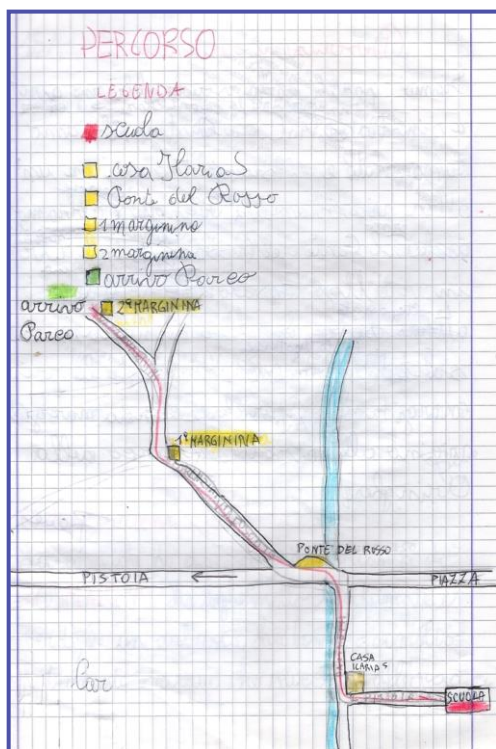 PERCORSO
LEGENDA
scuola
casa Ilaria S
Ponte del Rosso
1 marginino
2 marginina
arrivo Parco
arrivo
Parco
2ª MARGININA
1ª MARGININA
PONTE DEL ROSSO
PISTOIA
PIAZZA
CASA
ILARIA S
SCUOLA